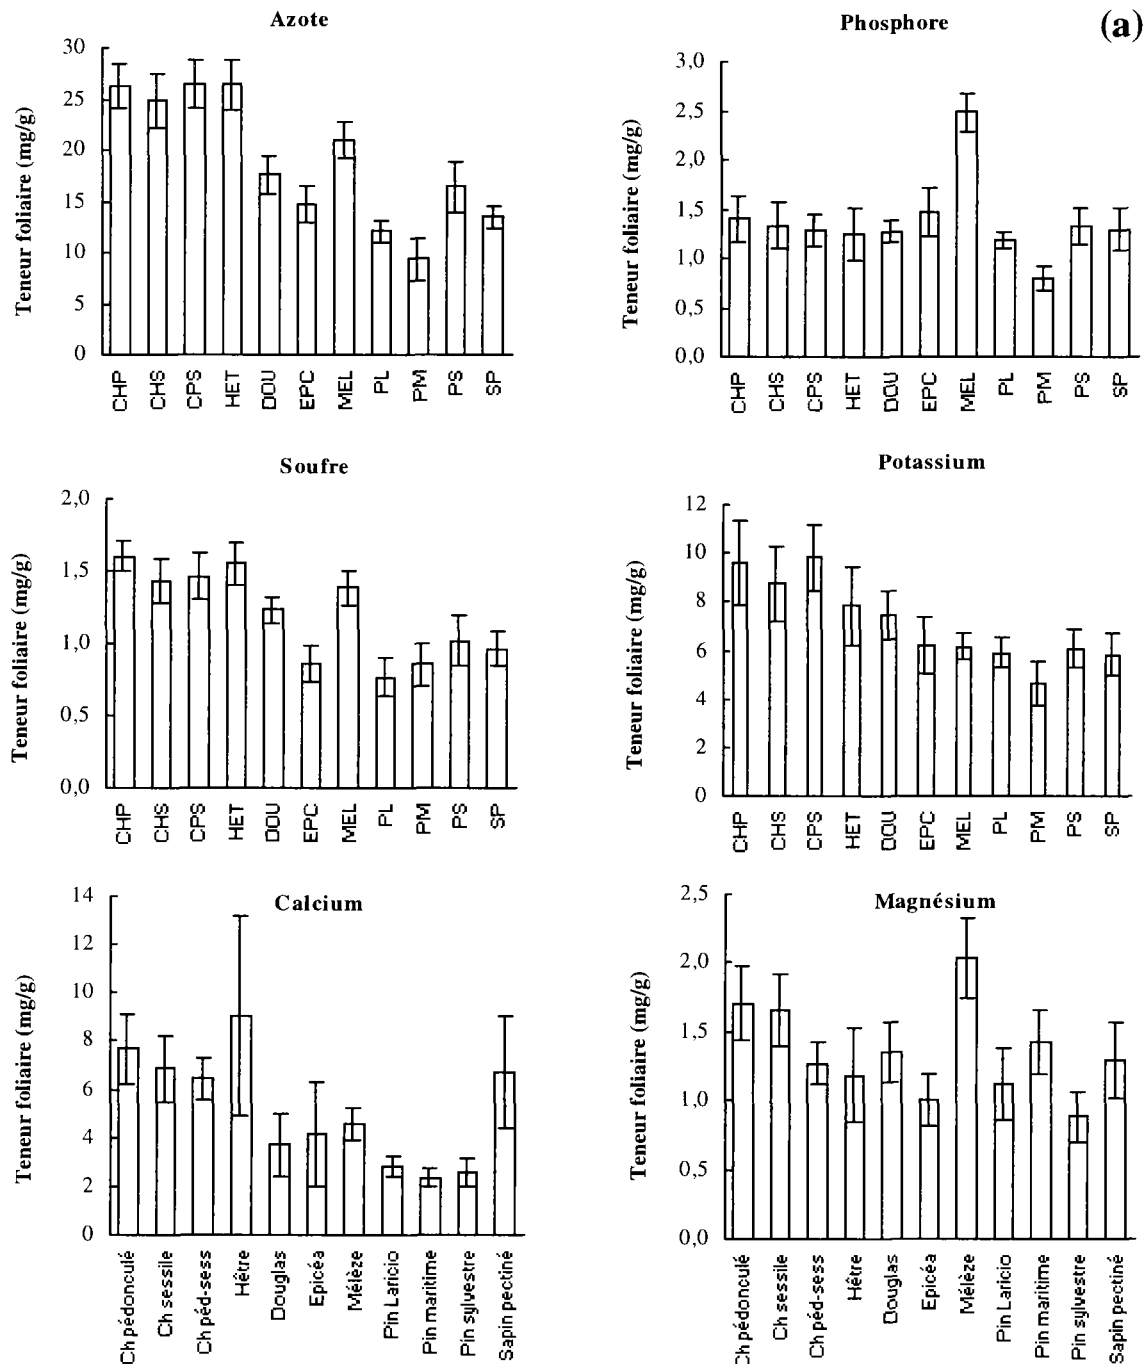 (a)
Azote
Teneur foliaire (mg/g)
30
25
20
15
10
5
0
CHP CHS CPS HET DOU EPC MEL PL PM PS SP
Phosphore
Teneur foliaire (mg/g)
3,0
2,5
2,0
1,5
1,0
0,5
0,0
CHP CHS CPS HET DOU EPC MEL PL PM PS SP
Soufre
Teneur foliaire (mg/g)
2,0
1,5
1,0
0,5
0,0
CHP CHS CPS HET DOU EPC MEL PL PM PS SP
Potassium
Teneur foliaire (mg/g)
12
10
8
6
4
2
0
CHP CHS CPS HET DOU EPC MEL PL PM PS SP
Calcium
Teneur foliaire (mg/g)
14
12
10
8
6
4
2
0
Ch pédonculé
Ch sessile
Ch péd-sess
Hêtre
Douglas
Epicéa
Mélèze
Pin Laricio
Pin maritime
Pin sylvestre
Sapin pectiné
Magnésium
Teneur foliaire (mg/g)
2,5
2,0
1,5
1,0
0,5
0,0
Ch pédonculé
Ch sessile
Ch péd-sess
Hêtre
Douglas
Epicéa
Mélèze
Pin Laricio
Pin maritime
Pin sylvestre
Sapin pectiné